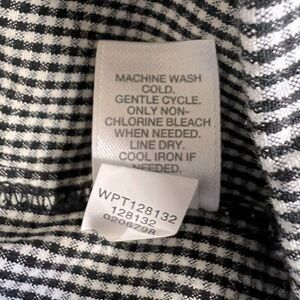 MACHINE WASH
COLD.
GENTLE CYCLE.
ONLY NON-
CHLORINE BLEACH
WHEN NEEDED.
LINE DRY.
COOL IRON IF
NEEDED.
WPT128132
128132
0206798